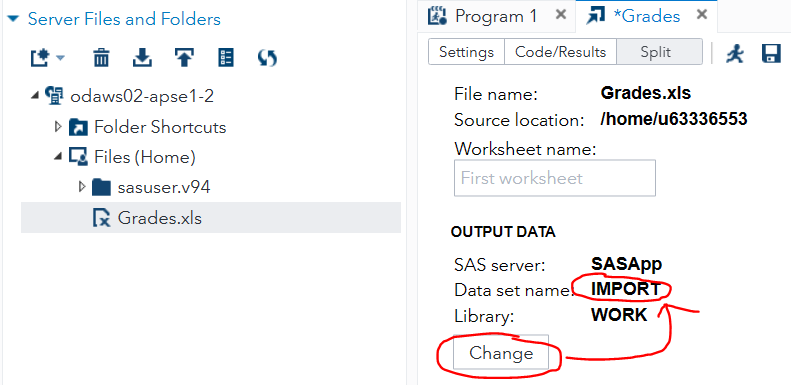 Server Files and Folders
odaws02-apse1-2
Folder Shortcuts
Files (Home)
sasuser.v94
Grades.xls
Program 1
*Grades
Settings
Code/Results
Split
File name: Grades.xls
Source location: /home/u63336553
Worksheet name:
First worksheet
OUTPUT DATA
SAS server: SASApp
Data set name: IMPORT
Library: WORK
Change